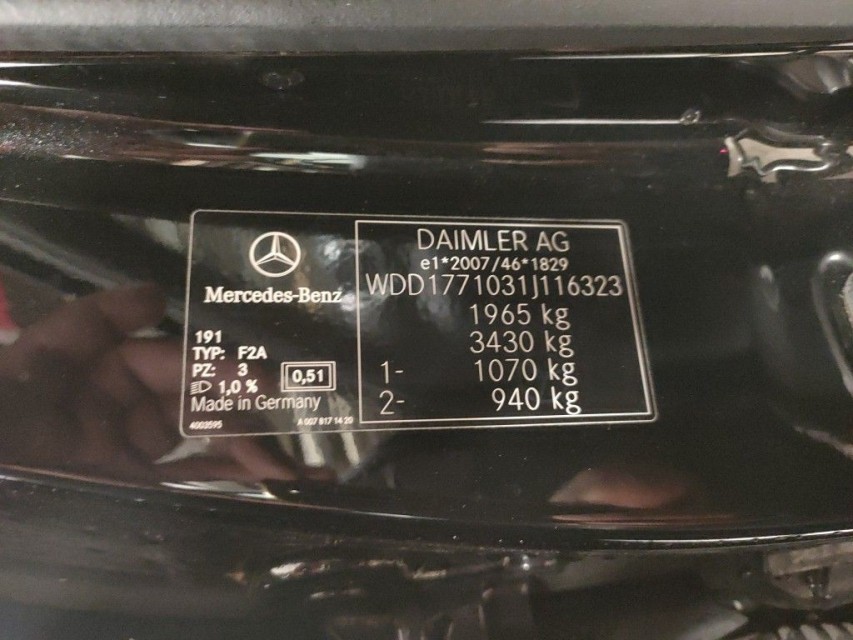 Mercedes-Benz
191
TYP: F2A
PZ: 3
1,0 %
0,51
Made in Germany
4003595
A 007 817 14 20
DAIMLER AG
e1*2007/46*1829
WDD1771031J116323
1965 kg
3430 kg
1- 1070 kg
2- 940 kg